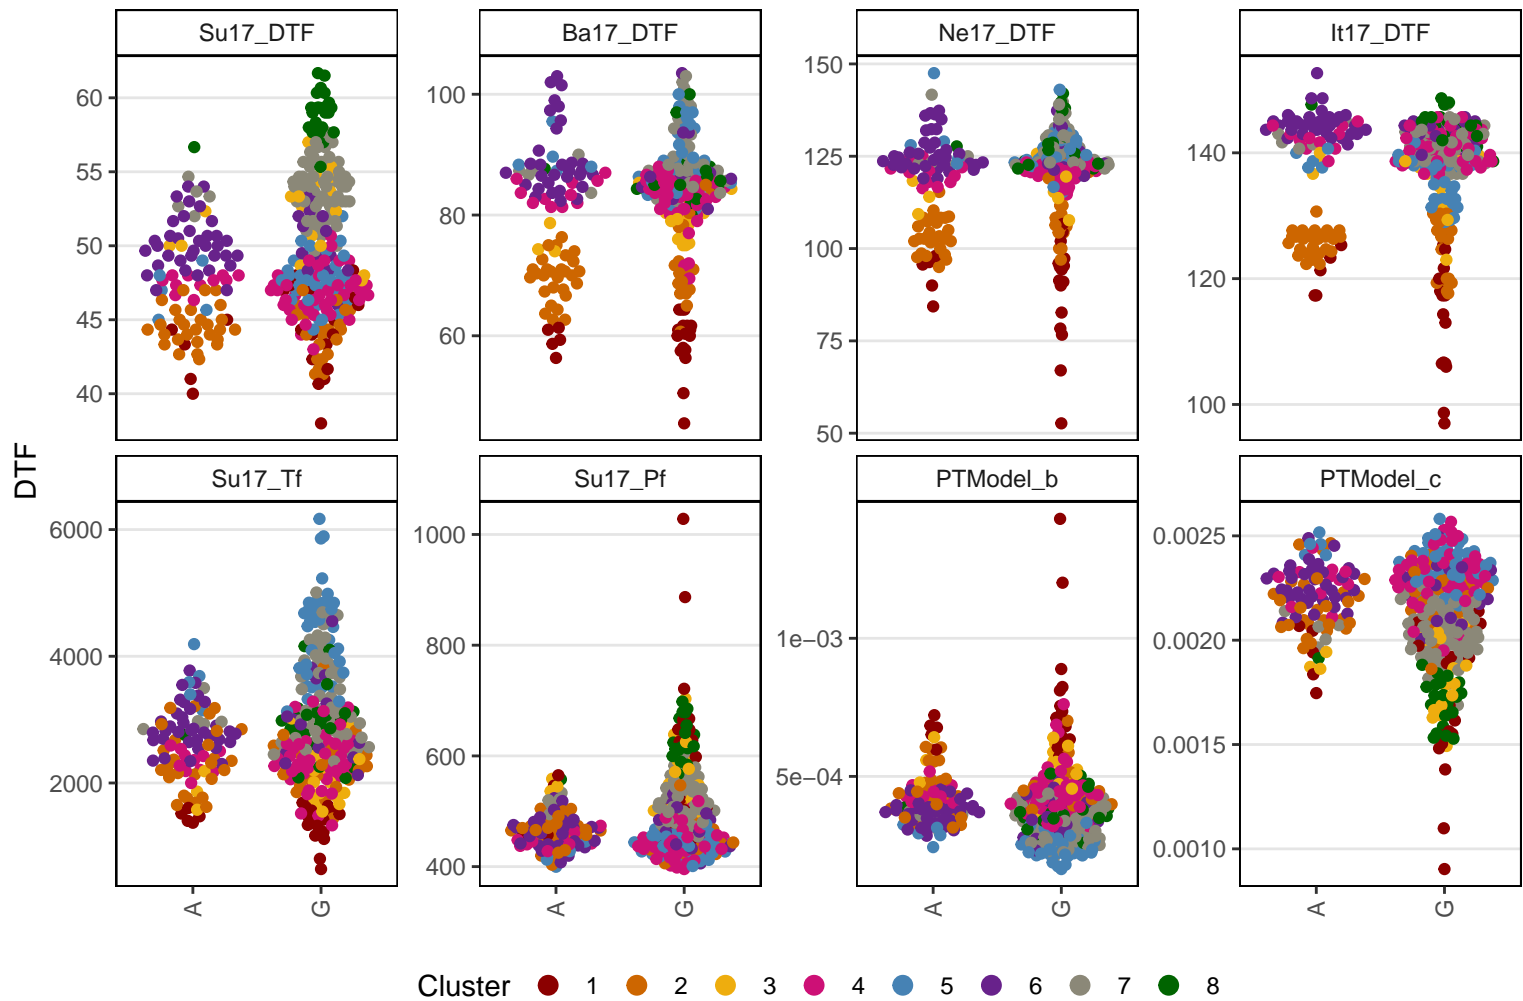 Su17_DTF
Ba17_DTF
Ne17_DTF
It17_DTF
60
55
50
45
40
100
80
60
150
125
100
75
50
140
120
100
DTF
Su17_Tf
Su17_Pf
PTModel_b
PTModel_c
6000
4000
2000
1000
800
600
400
1e−03
5e−04
0.0025
0.0020
0.0015
0.0010
A G
A G
A G
A G
Cluster 1 2 3 4 5 6 7 8